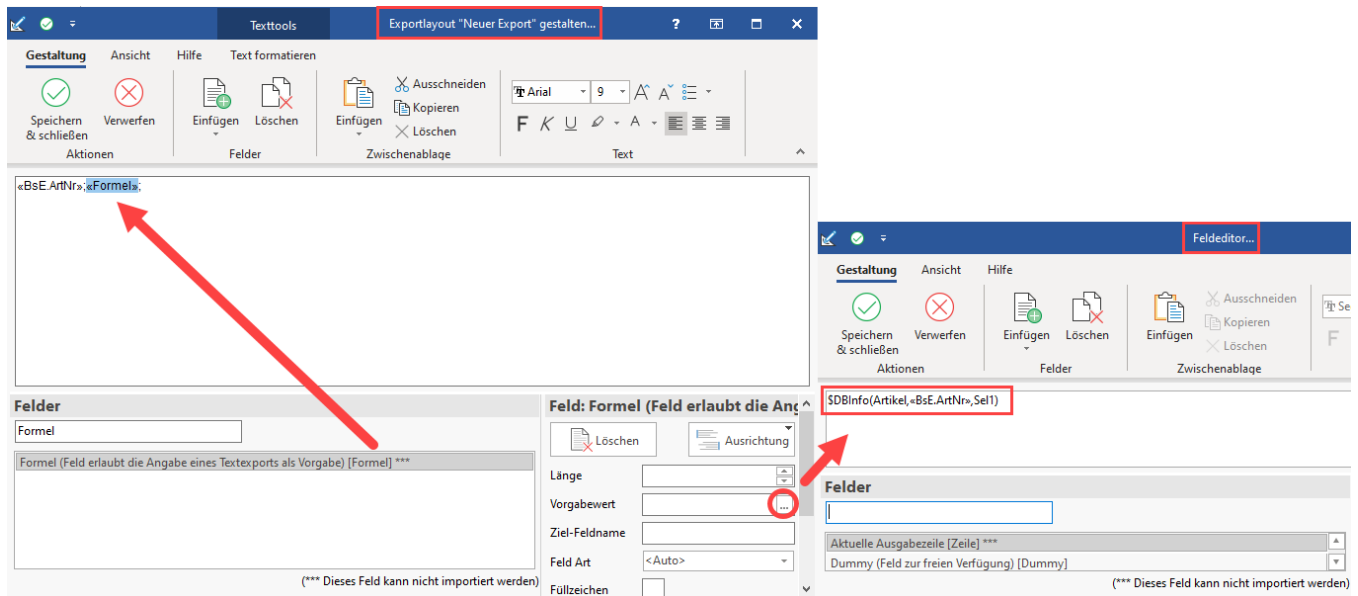 Texttools
Exportlayout "Neuer Export" gestalten...
?
Gestaltung Ansicht Hilfe Text formatieren
Speichern & schließen
Verwerfen
Aktionen
Einfügen
Löschen
Felder
Einfügen
Ausschneiden
Kopieren
Löschen
Zwischenablage
Arial 9
F K U A
Text
«BsE.ArtNr»;«Formel»;
Felder
Formel
Formel (Feld erlaubt die Angabe eines Textexports als Vorgabe) [Formel] ***
(*** Dieses Feld kann nicht importiert werden)
Feld: Formel (Feld erlaubt die Ang
Löschen
Ausrichtung
Länge
Vorgabewert ...
Ziel-Feldname
Feld Art <Auto>
Füllzeichen
Feldeditor...
Gestaltung Ansicht Hilfe
Speichern & schließen
Verwerfen
Aktionen
Einfügen
Löschen
Felder
Einfügen
Ausschneiden
Kopieren
Löschen
Zwischenablage
Se
F
$DBInfo(Artikel,«BsE.ArtNr»,Sel1)
Felder
Aktuelle Ausgabezeile [Zeile] ***
Dummy (Feld zur freien Verfügung) [Dummy]
(*** Dieses Feld kann nicht importiert werden)